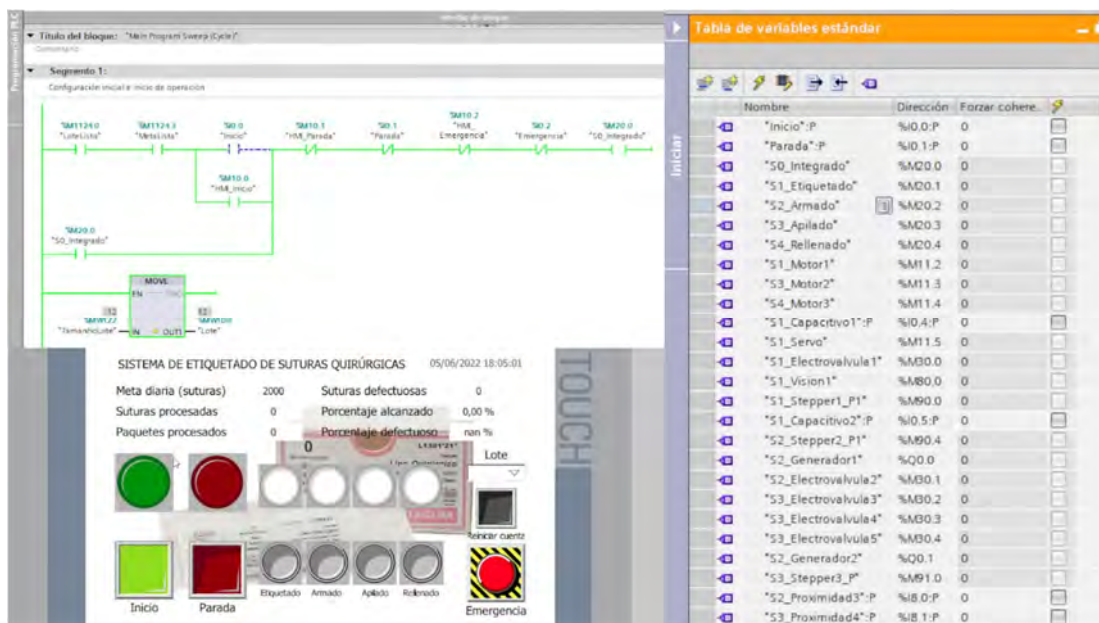 Programación PLC
Título del bloque: "Main Program Sweep (Cycle)"
Comentario
Segmento 1:
Configuración inicial e inicio de operación
%M1124.0
"LoteListo"
%M1124.3
"MetaLista"
%I0.0
"Inicio"
%M10.1
"HMI_Parada"
%I0.1
"Parada"
%M10.2
"HMI_
Emergencia"
%I0.2
"Emergencia"
%M20.0
"S0_Integrado"
%M10.0
"HMI_Inicio"
%M20.0
"S0_Integrado"
MOVE
EN
ENO
12
"TamanhoLote"
IN
OUT1
12
"Lote"
SISTEMA DE ETIQUETADO DE SUTURAS QUIRÚRGICAS 05/06/2022 18:05:01
Meta diaria (suturas) 2000 Suturas defectuosas 0
Suturas procesadas 0 Porcentaje alcanzado 0,00 %
Paquetes procesados 0 Porcentaje defectuoso nan %
0
Lote
Reiniciar cuenta
Etiquetado Armado Apilado Rellenado
Inicio Parada Emergencia
TOUCH
Iniciar
Tabla de variables estándar
Nombre Dirección Forzar cohere..
"Inicio":P %I0.0:P 0
"Parada":P %I0.1:P 0
"S0_Integrado" %M20.0 0
"S1_Etiquetado" %M20.1 0
"S2_Armado" %M20.2 0
"S3_Apilado" %M20.3 0
"S4_Rellenado" %M20.4 0
"S1_Motor1" %M11.2 0
"S3_Motor2" %M11.3 0
"S4_Motor3" %M11.4 0
"S1_Capacitivo1":P %I0.4:P 0
"S1_Servo" %M11.5 0
"S1_Electrovalvula1" %M30.0 0
"S1_Vision1" %M80.0 0
"S1_Stepper1_P1" %M90.0 0
"S1_Capacitivo2":P %I0.5:P 0
"S2_Stepper2_P1" %M90.4 0
"S2_Generador1" %Q0.0 0
"S2_Electrovalvula2" %M30.1 0
"S3_Electrovalvula3" %M30.2 0
"S3_Electrovalvula4" %M30.3 0
"S3_Electrovalvula5" %M30.4 0
"S2_Generador2" %Q0.1 0
"S3_Stepper3_P" %M91.0 0
"S2_Proximidad3":P %I8.0:P 0
"S3_Proximidad4":P %I8.1:P 0